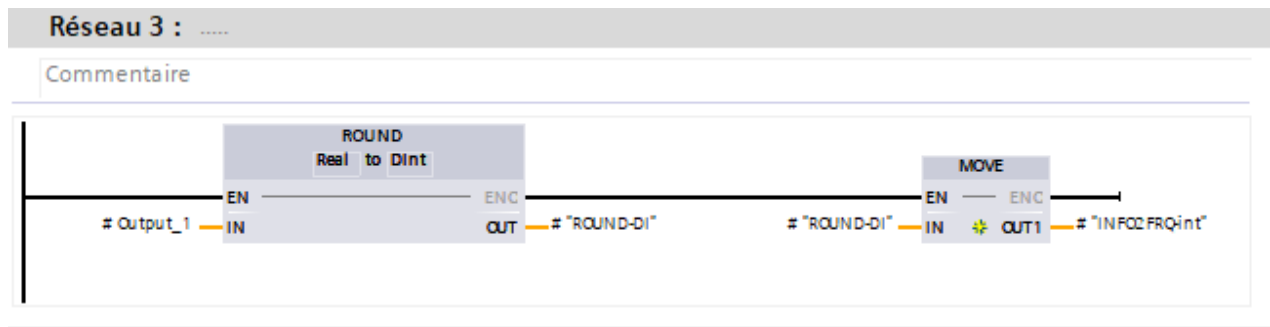 Réseau 3 : .....
Commentaire
ROUND
Real to DInt
MOVE
EN ENO EN ENO
# Output_1 IN OUT # "ROUND-DI" # "ROUND-DI" IN OUT1 # "INFO2FRQ-int"